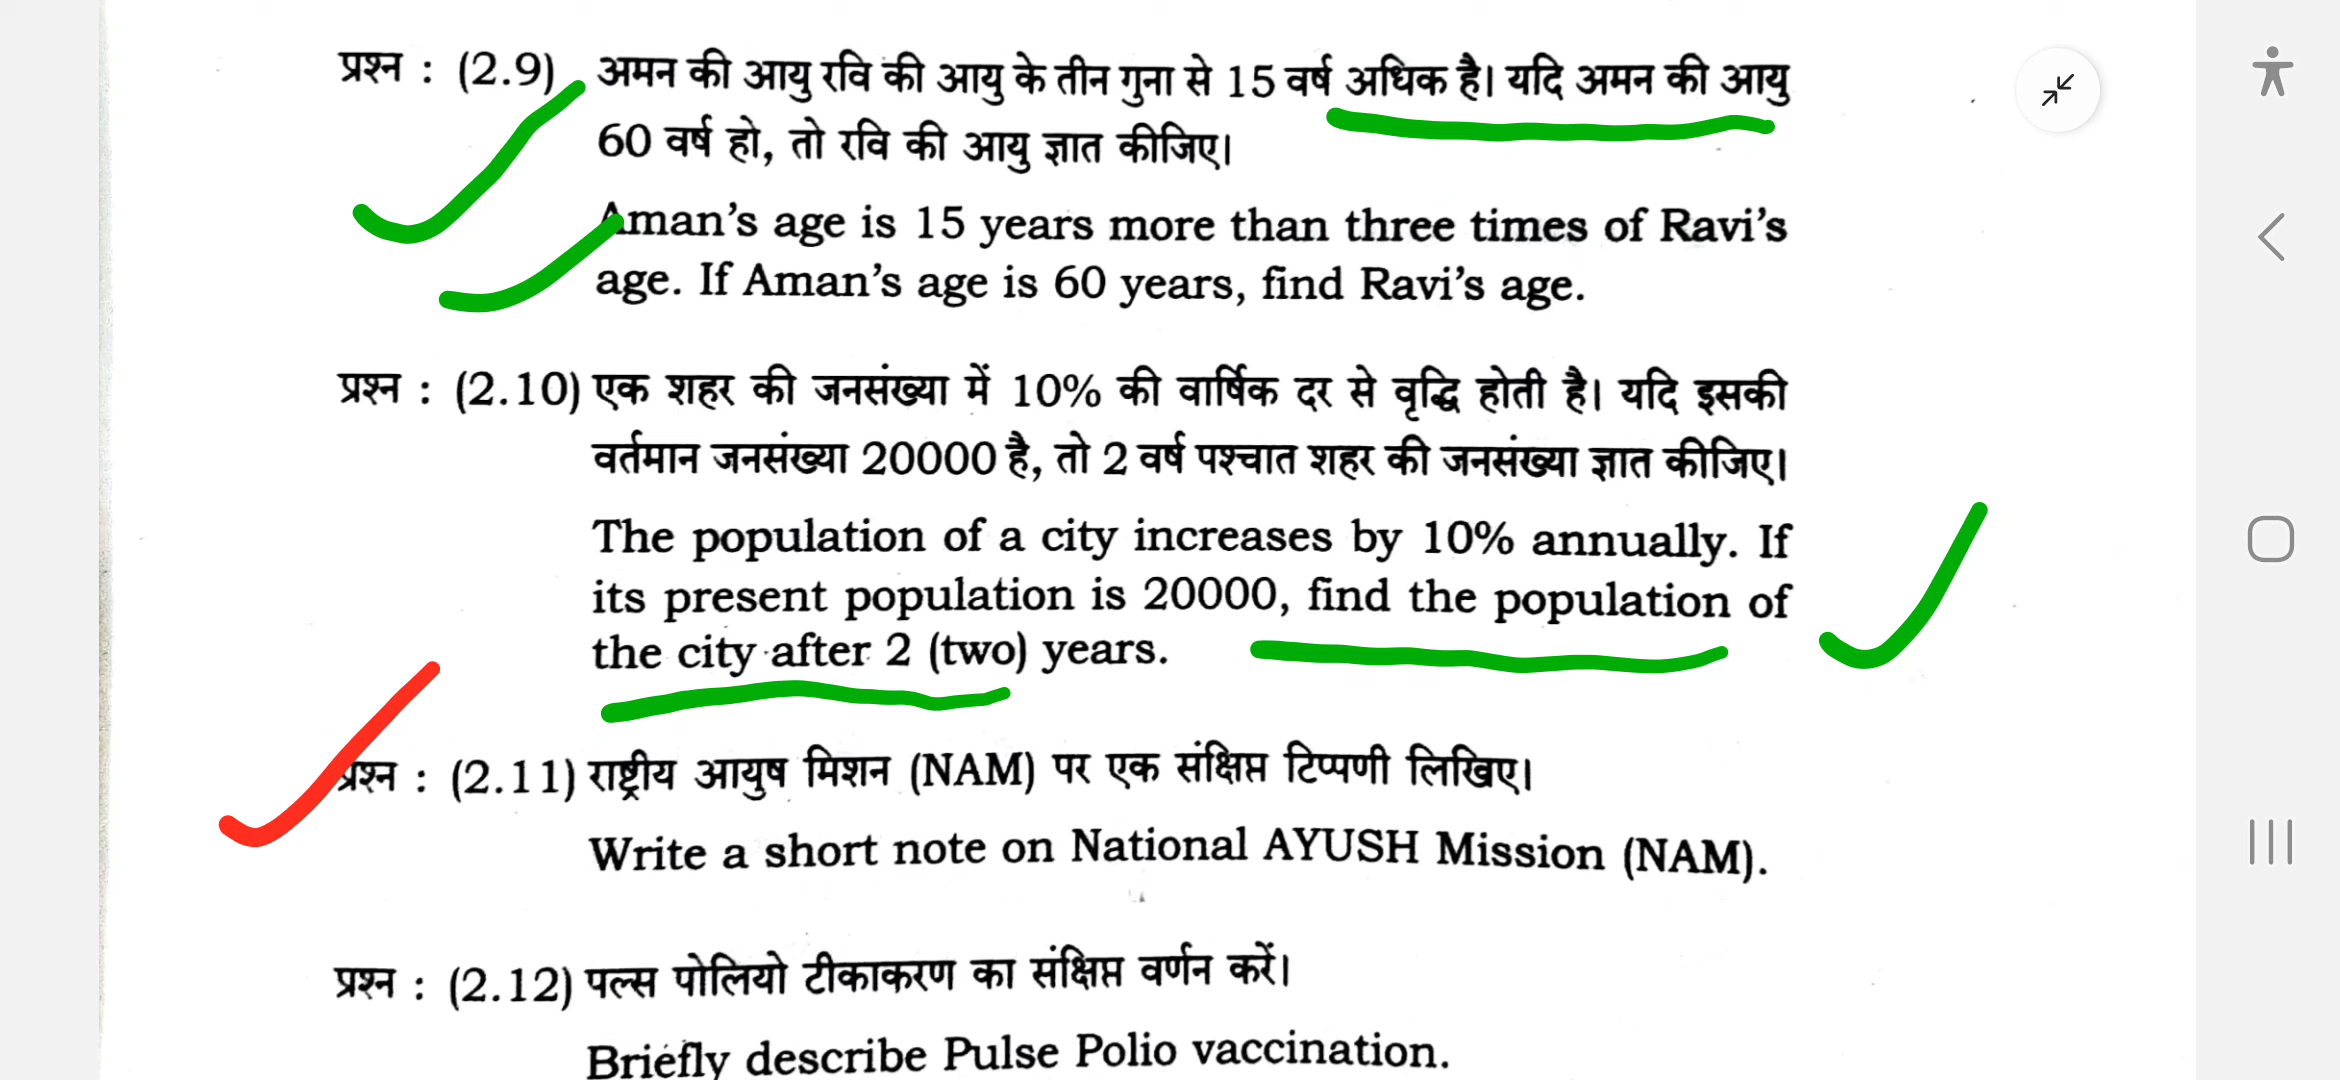 प्रश्न : (2.9) अमन की आयु रवि की आयु के तीन गुना से 15 वर्ष अधिक है। यदि अमन की आयु
60 वर्ष हो, तो रवि की आयु ज्ञात कीजिए।
Aman's age is 15 years more than three times of Ravi's
age. If Aman's age is 60 years, find Ravi's age.
प्रश्न : (2.10) एक शहर की जनसंख्या में 10% की वार्षिक दर से वृद्धि होती है। यदि इसकी
वर्तमान जनसंख्या 20000 है, तो 2 वर्ष पश्चात शहर की जनसंख्या ज्ञात कीजिए।
The population of a city increases by 10% annually. If
its present population is 20000, find the population of
the city after 2 (two) years.
प्रश्न : (2.11) राष्ट्रीय आयुष मिशन (NAM) पर एक संक्षिप्त टिप्पणी लिखिए।
Write a short note on National AYUSH Mission (NAM).
प्रश्न : (2.12) पल्स पोलियो टीकाकरण का संक्षिप्त वर्णन करें।
Briefly describe Pulse Polio vaccination.